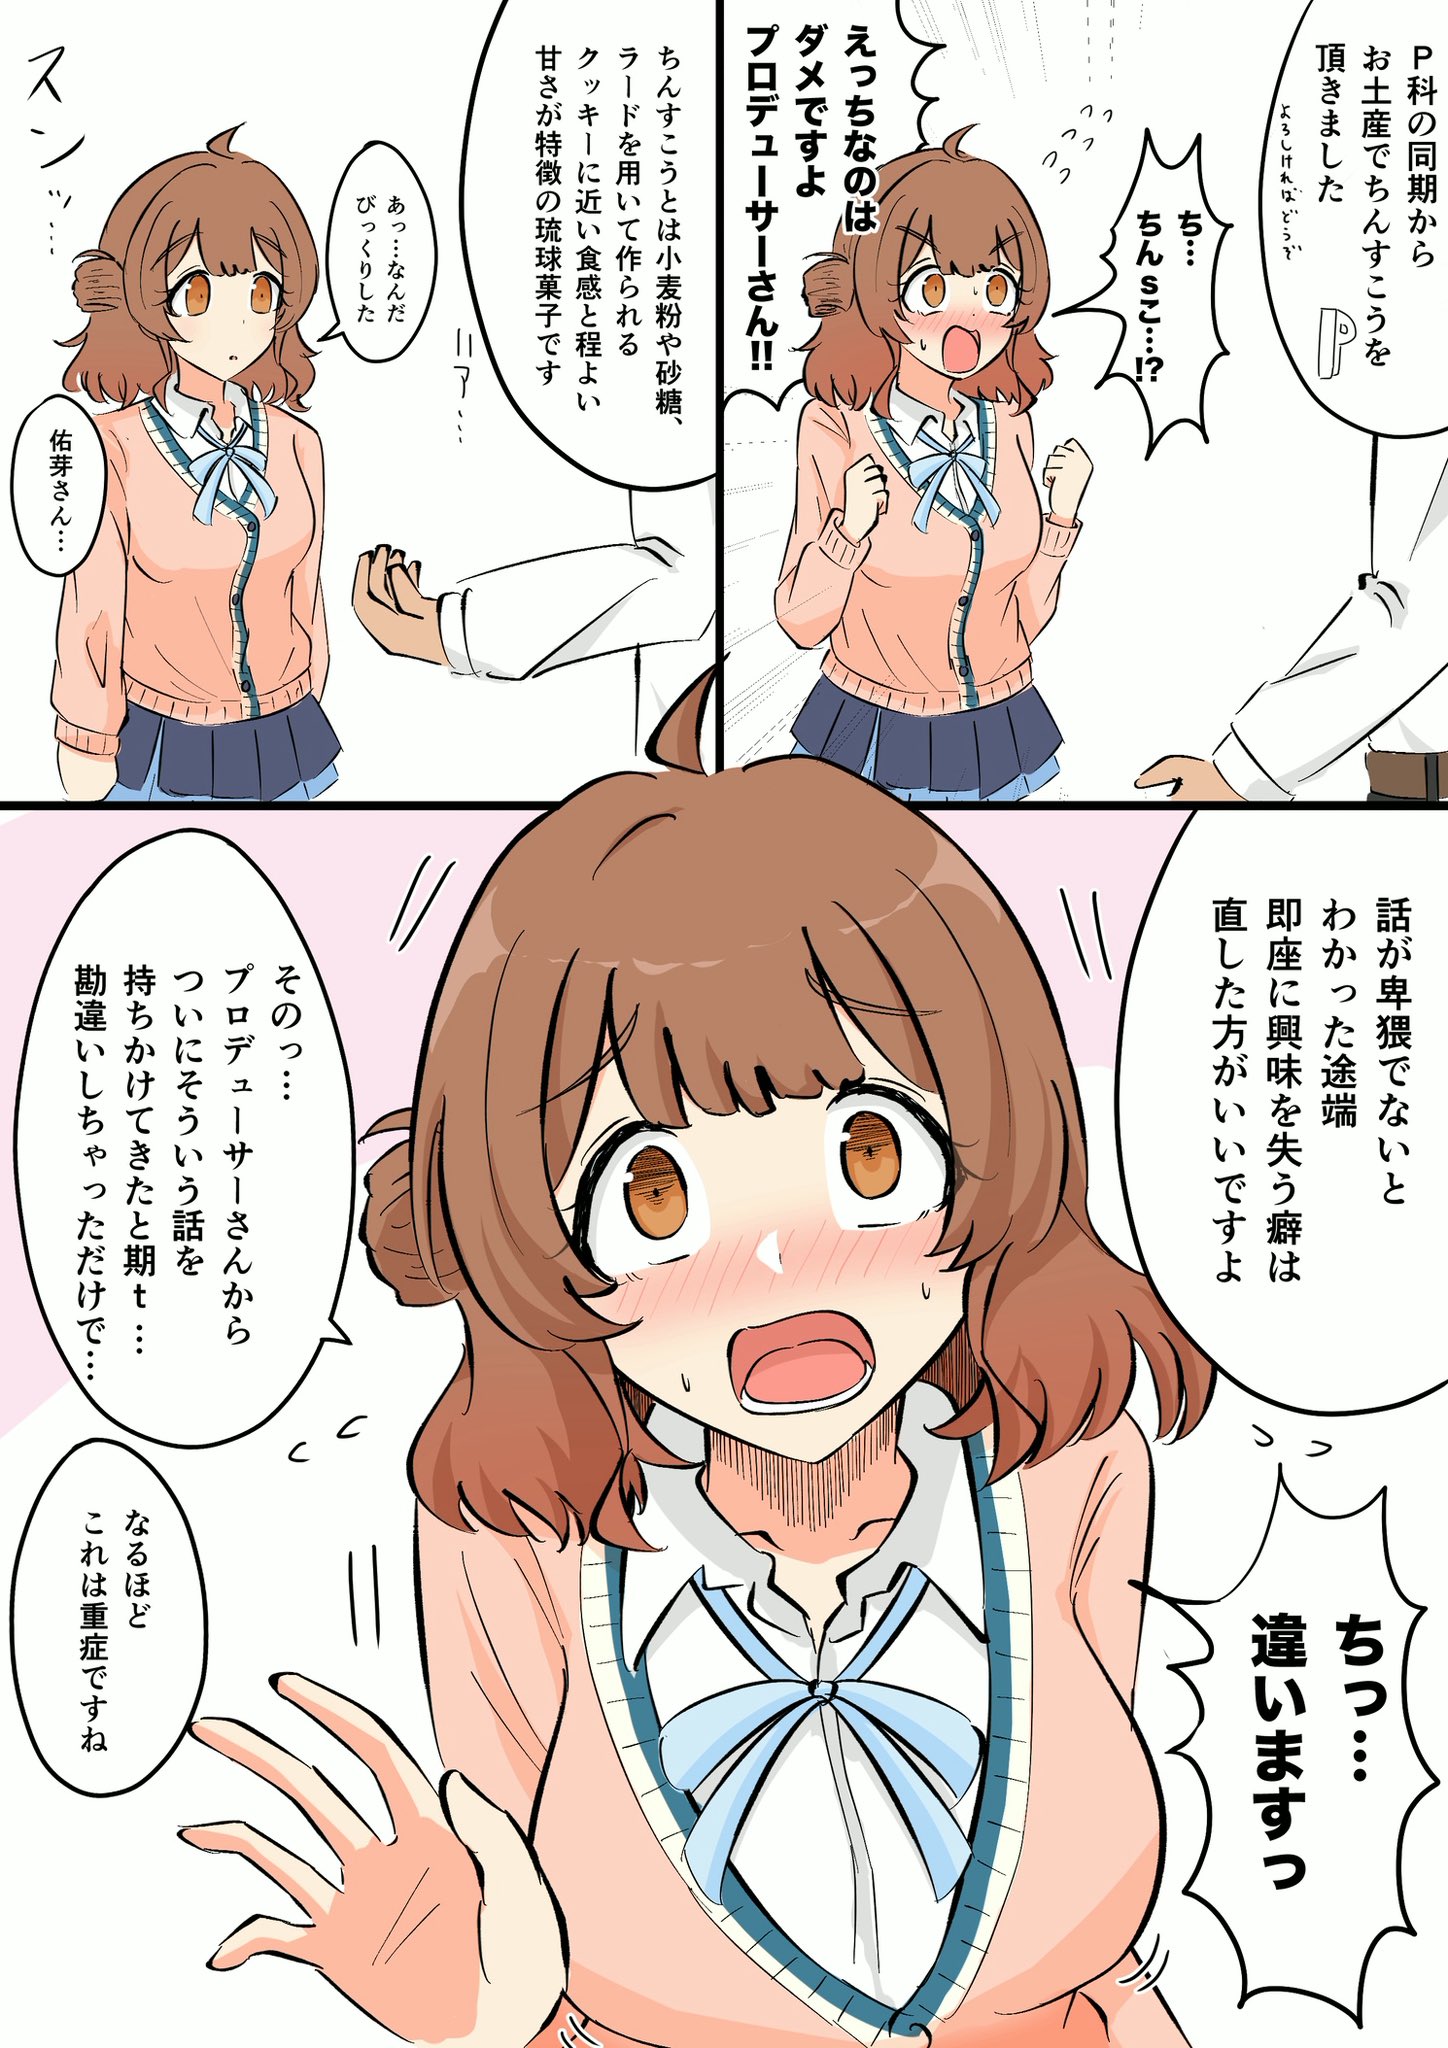 P科の同期から
お土産でちんすこうを
頂きました
よろしければどうぞ
P
ち…
ちんsこ…⁉
えっちなのは
ダメですよ
プロデューサーさん‼
ちんすこうとは小麦粉や砂糖、
ラードを用いて作られる
クッキーに近い食感と程よい
甘さが特徴の琉球菓子です
あっ…なんだ
びっくりした
スンッ…
佑芽さん…
話が卑猥でないと
わかった途端
即座に興味を失う癖は
直した方がいいですよ
ちっ…
違いますっ
そのっ…
プロデューサーさんから
ついにそういう話を
持ちかけてきたと期t…
勘違いしちゃっただけで…
なるほど
これは重症ですね